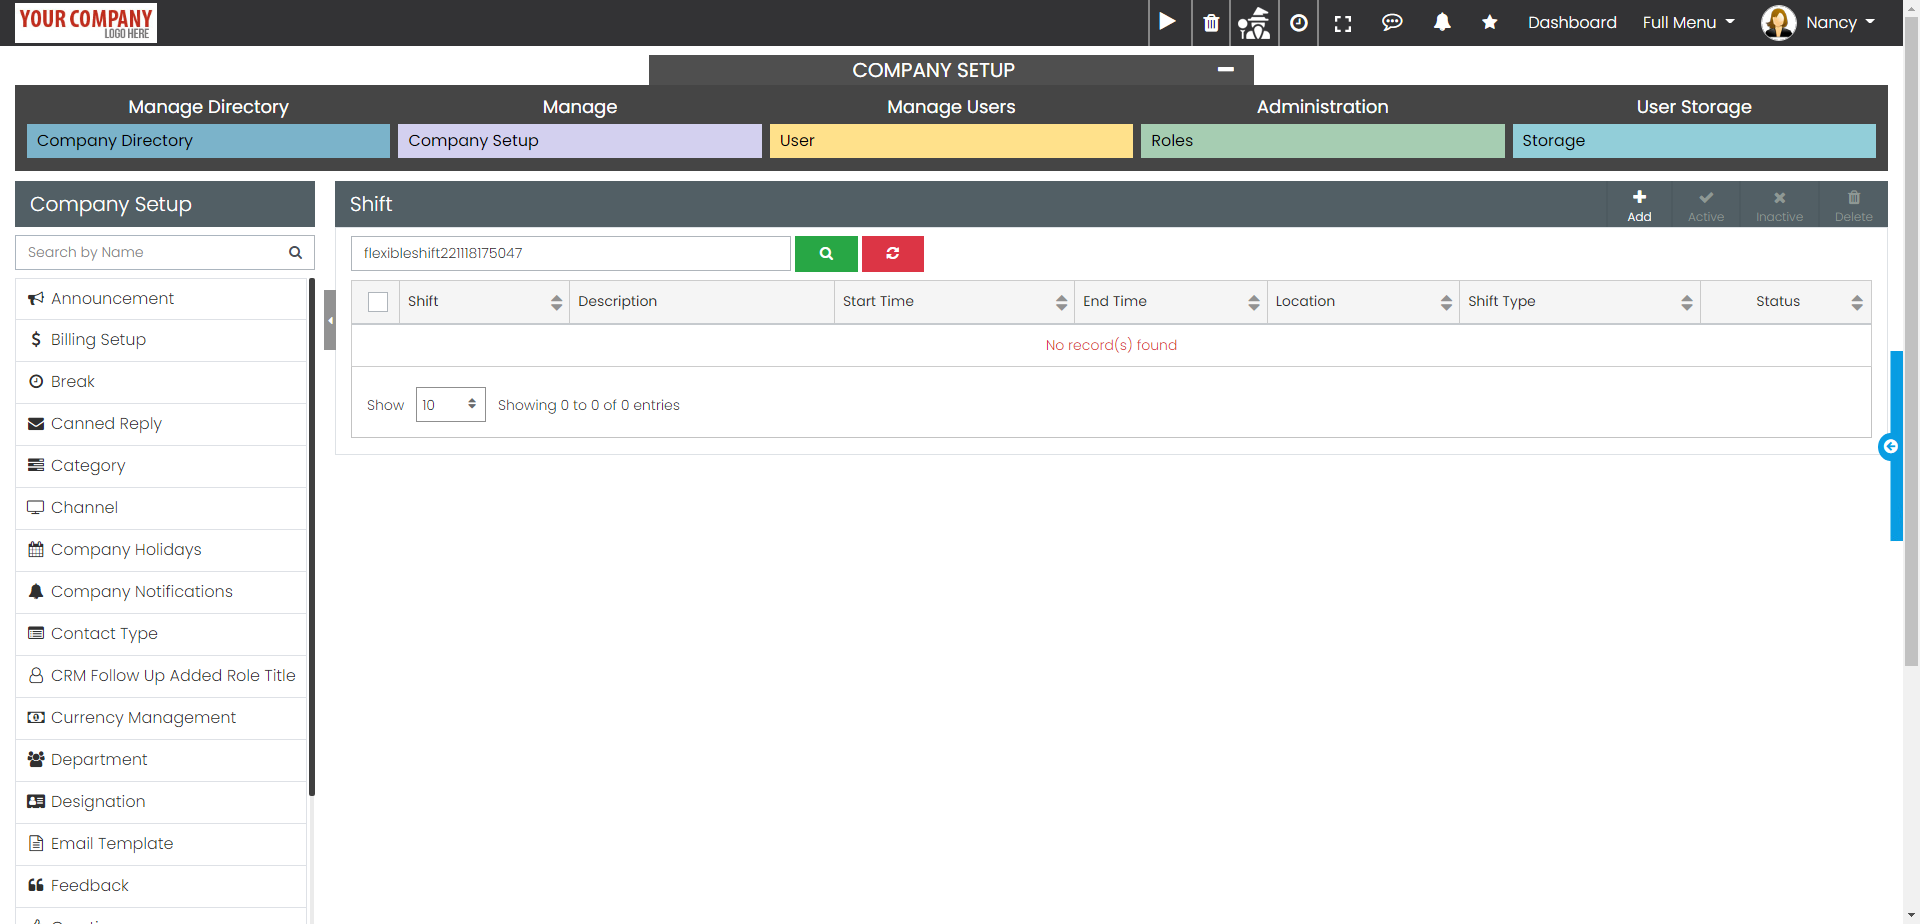 YOUR COMPANY
LOGO HERE
Dashboard
Full Menu
Nancy
COMPANY SETUP
Manage Directory
Manage
Manage Users
Administration
User Storage
Company Directory
Company Setup
User
Roles
Storage
Company Setup
Search by Name
Announcement
Billing Setup
Break
Canned Reply
Category
Channel
Company Holidays
Company Notifications
Contact Type
CRM Follow Up Added Role Title
Currency Management
Department
Designation
Email Template
Feedback
Shift
Add
Active
Inactive
Delete
flexibleshift221118175047
Shift
Description
Start Time
End Time
Location
Shift Type
Status
No record(s) found
Show
10
Showing 0 to 0 of 0 entries